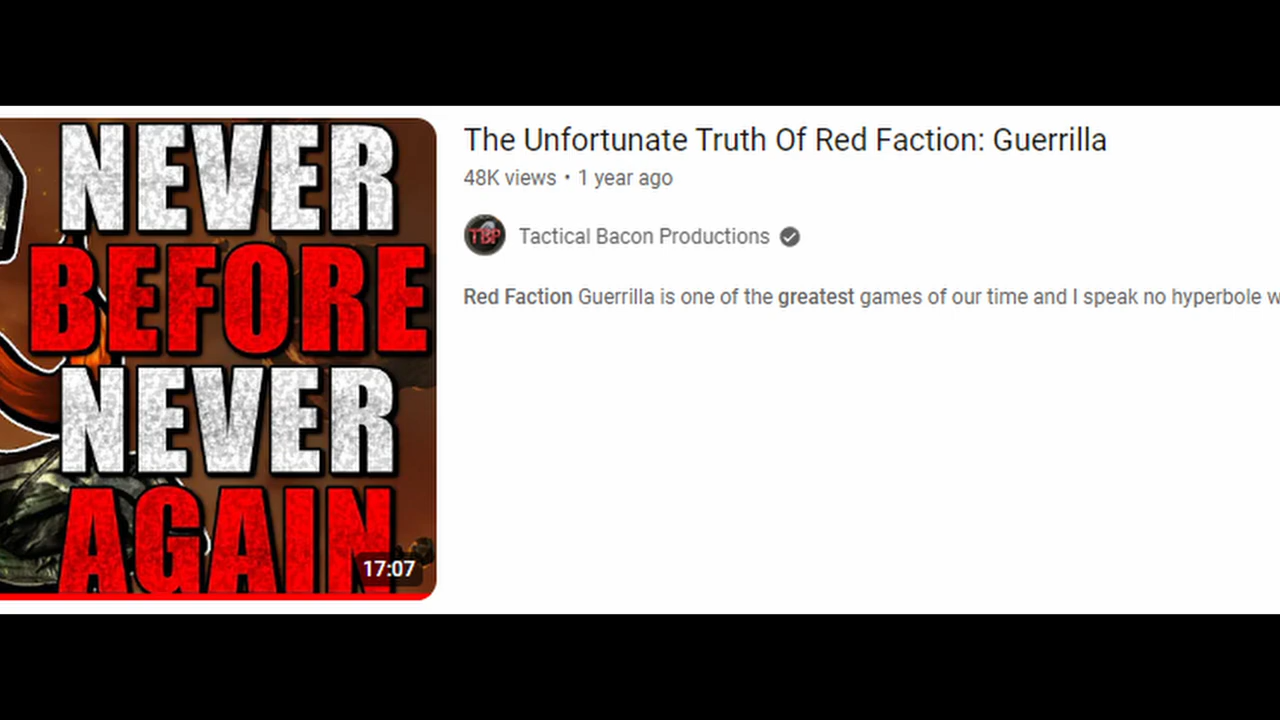 NEVER
BEFORE
NEVER
AGAIN
17:07
The Unfortunate Truth Of Red Faction: Guerrilla
48K views • 1 year ago
TBP
Tactical Bacon Productions
Red Faction Guerrilla is one of the greatest games of our time and I speak no hyperbole